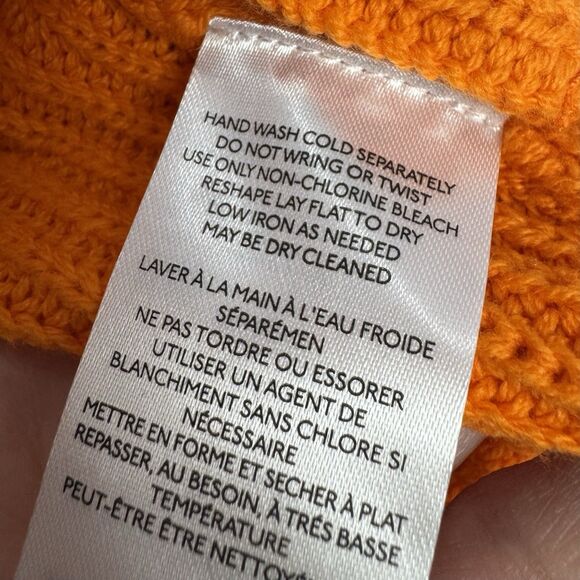 HAND WASH COLD SEPARATELY
DO NOT WRING OR TWIST
USE ONLY NON-CHLORINE BLEACH
RESHAPE LAY FLAT TO DRY
LOW IRON AS NEEDED
MAY BE DRY CLEANED
LAVER À LA MAIN À L'EAU FROIDE
SÉPARÉMEN
NE PAS TORDRE OU ESSORER
UTILISER UN AGENT DE
BLANCHIMENT SANS CHLORE SI
NÉCESSAIRE
METTRE EN FORME ET SECHER À PLAT
REPASSER, AU BESOIN, À TRÉS BASSE
TEMPÉRATURE
PEUT-ÊTRE ÊTRE NETTOYÉ